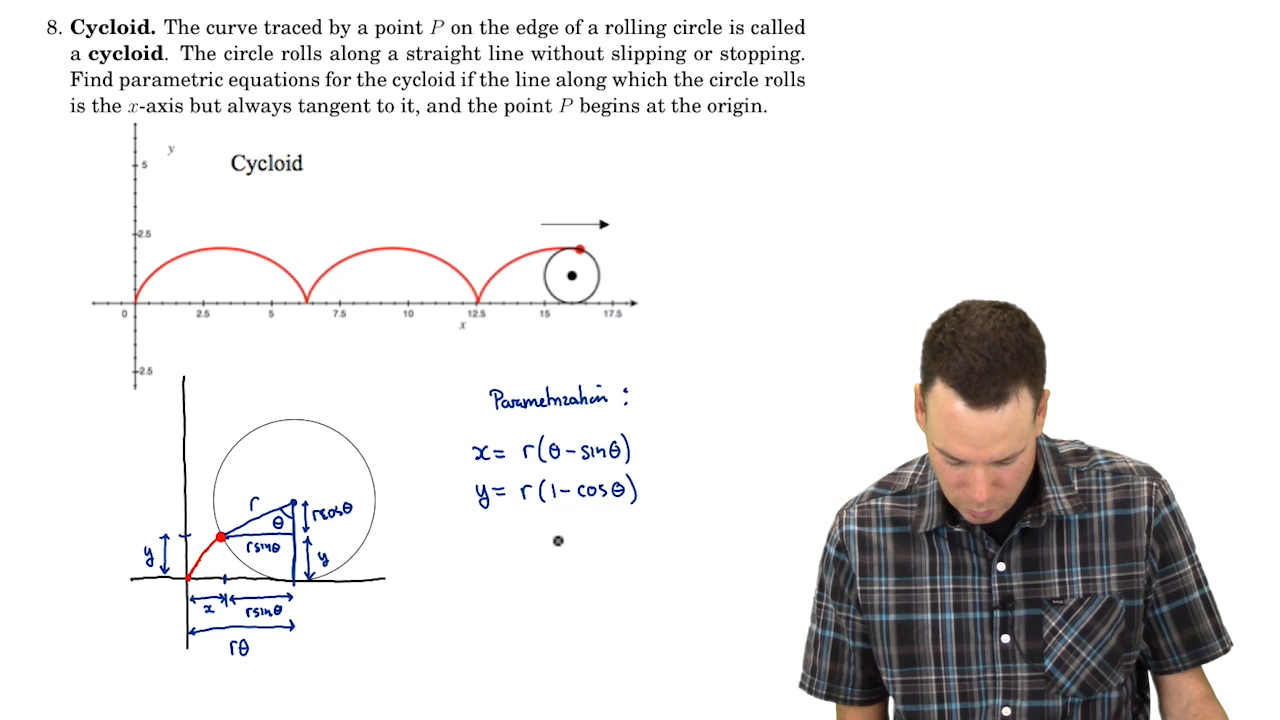 8. Cycloid. The curve traced by a point P on the edge of a rolling circle is called
a cycloid. The circle rolls along a straight line without slipping or stopping.
Find parametric equations for the cycloid if the line along which the circle rolls
is the x-axis but always tangent to it, and the point P begins at the origin.
y
5
Cycloid
2.5
0 2.5 5 7.5 10 12.5 15 17.5
x
-2.5
Parametrization :
x = r(θ - sinθ)
y = r(1 - cosθ)
r
θ
rcosθ
rsinθ
y
y
x
rsinθ
rθ